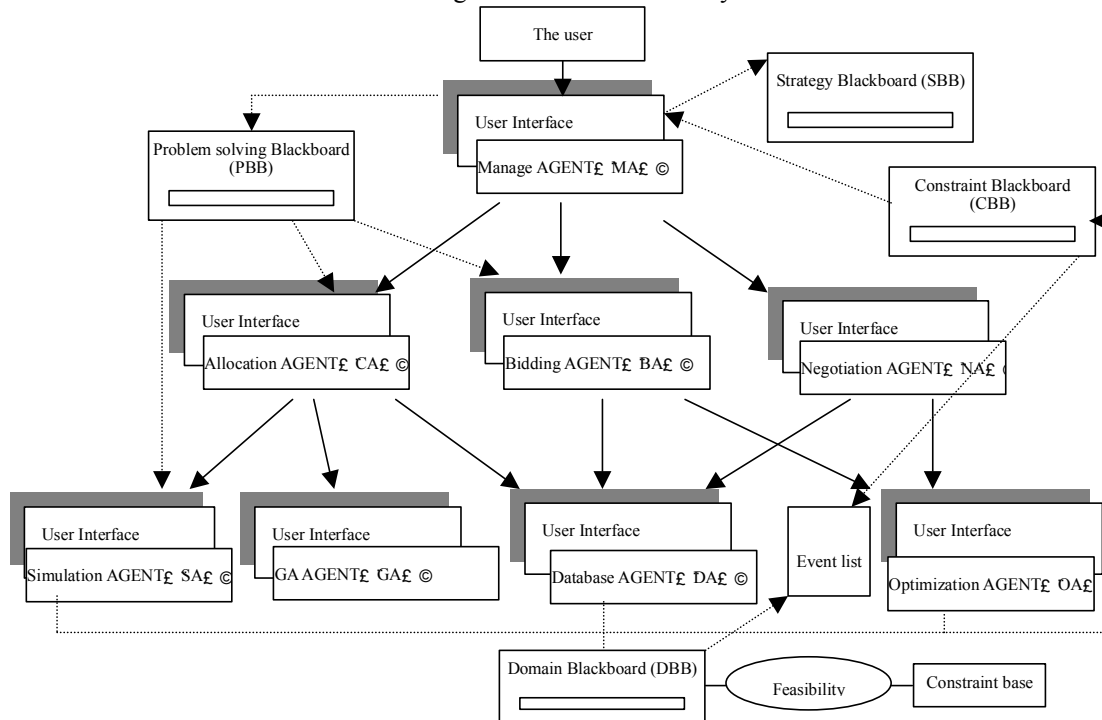 The user
Strategy Blackboard (SBB)
User Interface
Manage AGENT£ ¨MA£ ©
Problem solving Blackboard
(PBB)
Constraint Blackboard
(CBB)
User Interface
Allocation AGENT£ ¨CA£ ©
User Interface
Bidding AGENT£ ¨BA£ ©
User Interface
Negotiation AGENT£ ¨NA£
User Interface
Simulation AGENT£ ¨SA£ ©
User Interface
GA AGENT£ ¨GA£ ©
User Interface
Database AGENT£ ¨DA£ ©
Event list
User Interface
Optimization AGENT£ ¨OA£
Domain Blackboard (DBB)
Feasibility
Constraint base